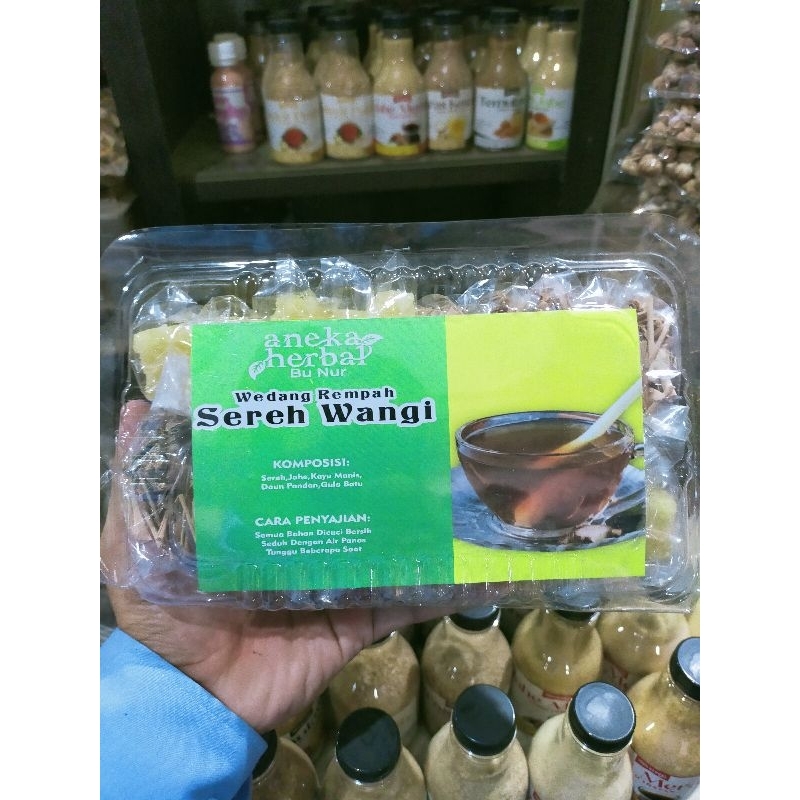 aneka
herbal
Bu Nur
Wedang Rempah
Sereh Wangi
KOMPOSISI:
Sereh,Jahe,Kayu Manis,
Daun Pandan,Gula Batu
CARA PENYAJIAN:
Semua Bahan Dicuci Bersih
Seduh Dengan Air Panas
Tunggu Beberapa Saat